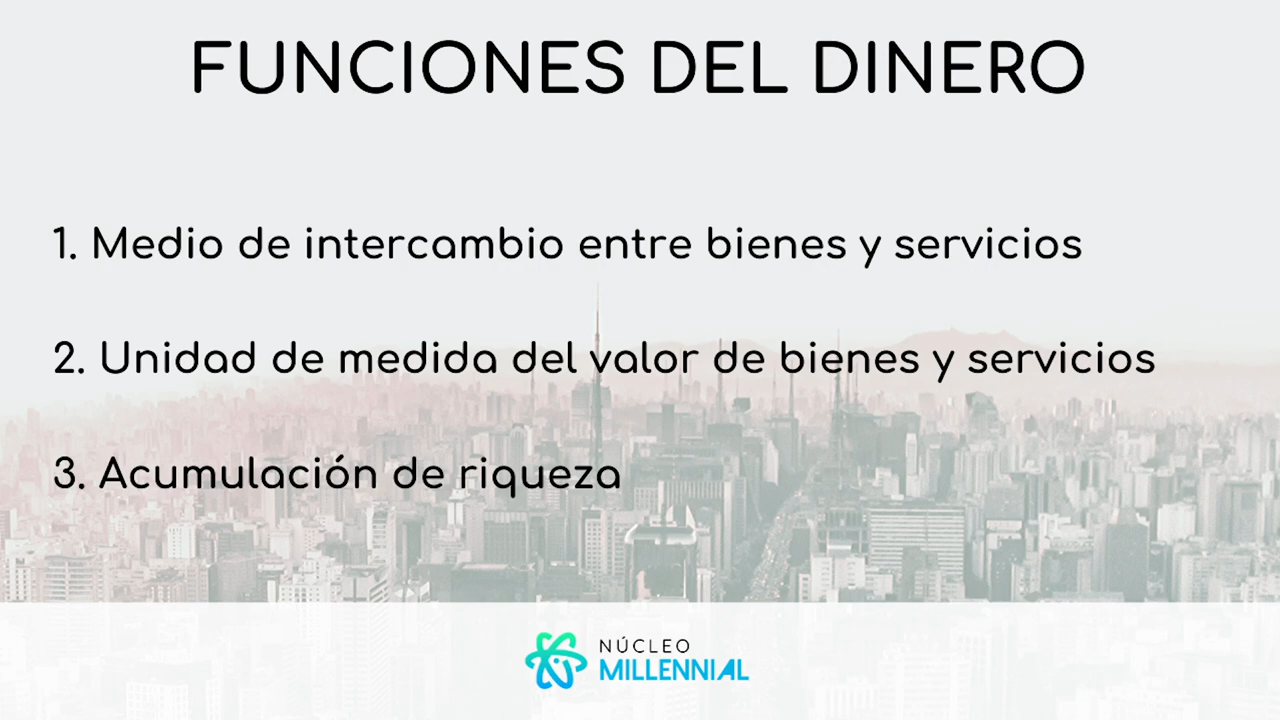 FUNCIONES DEL DINERO
1. Medio de intercambio entre bienes y servicios
2. Unidad de medida del valor de bienes y servicios
3. Acumulación de riqueza
NÚCLEO
MILLENNIAL